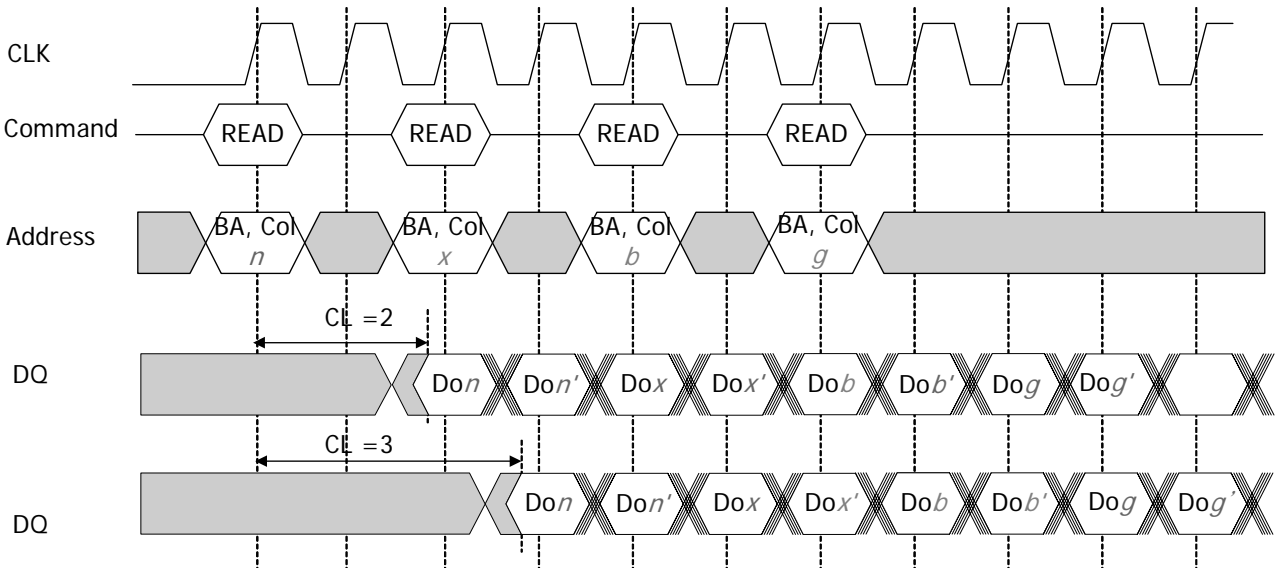 CLK
Command READ READ READ READ
Address BA, Col BA, Col BA, Col BA, Col
n x b g
CL =2
DQ Don Don' Dox Dox' Dob Dob' Dog Dog'
CL =3
DQ Don Don' Dox Dox' Dob Dob' Dog Dog'